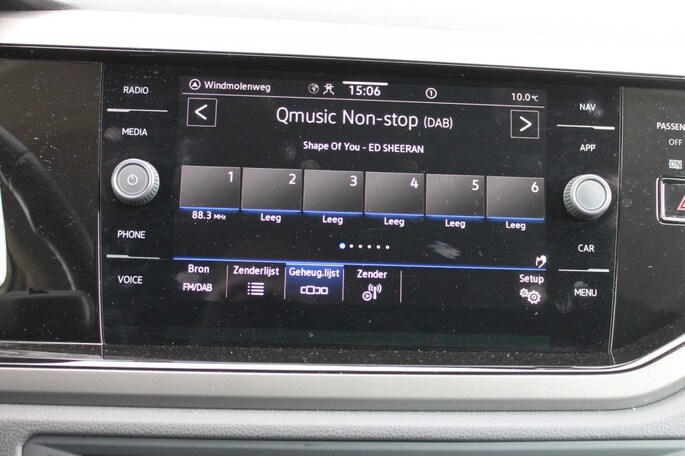 RADIO
MEDIA
PHONE
VOICE
Windmolenweg 15:06 1 10.0°C
< Qmusic Non-stop (DAB) >
Shape Of You - ED SHEERAN
1 2 3 4 5 6
88.3 MHz Leeg Leeg Leeg Leeg Leeg
Bron Zenderlijst Geheug.lijst Zender Setup
FM/DAB
NAV
APP
CAR
MENU
PASSEN
OFF
ON